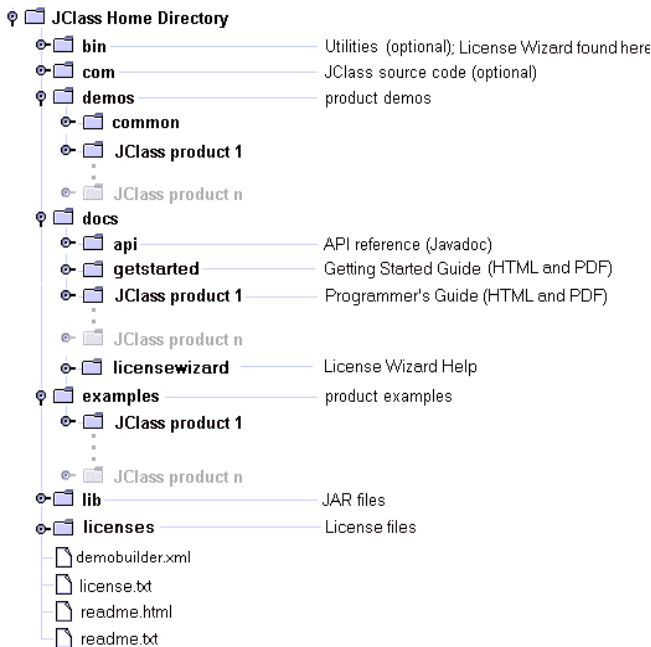 JClass Home Directory
bin Utilities (optional); License Wizard found here
com JClass source code (optional)
demos product demos
common
JClass product 1
JClass product n
docs
api API reference (Javadoc)
getstarted Getting Started Guide (HTML and PDF)
JClass product 1 Programmer's Guide (HTML and PDF)
JClass product n
licensewizard License Wizard Help
examples product examples
JClass product 1
JClass product n
lib JAR files
licenses License files
demobuilder.xml
license.txt
readme.html
readme.txt